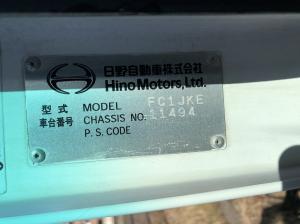 日野自動車株式会社
Hino Motors, Ltd.
型式 MODEL FC1JKE
車台番号 CHASSIS NO. 11494
P.S. CODE